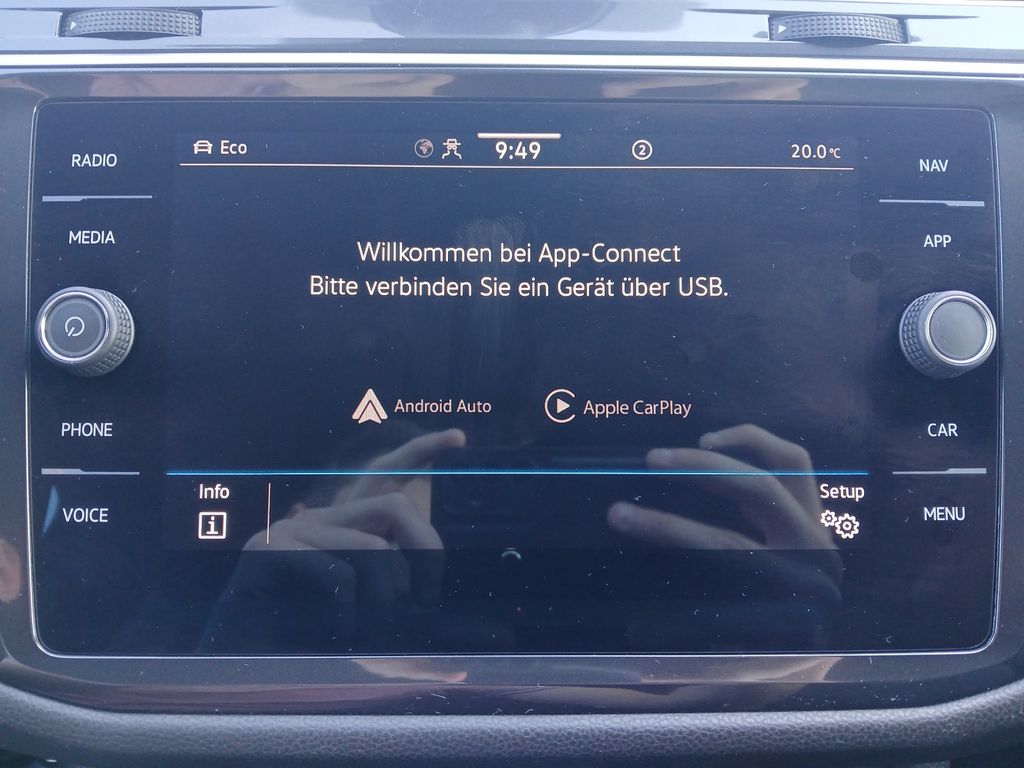 RADIO
MEDIA
PHONE
VOICE
Eco
9:49
2
20.0°C
Willkommen bei App-Connect
Bitte verbinden Sie ein Gerät über USB.
Android Auto
Apple CarPlay
Info
i
Setup
NAV
APP
CAR
MENU